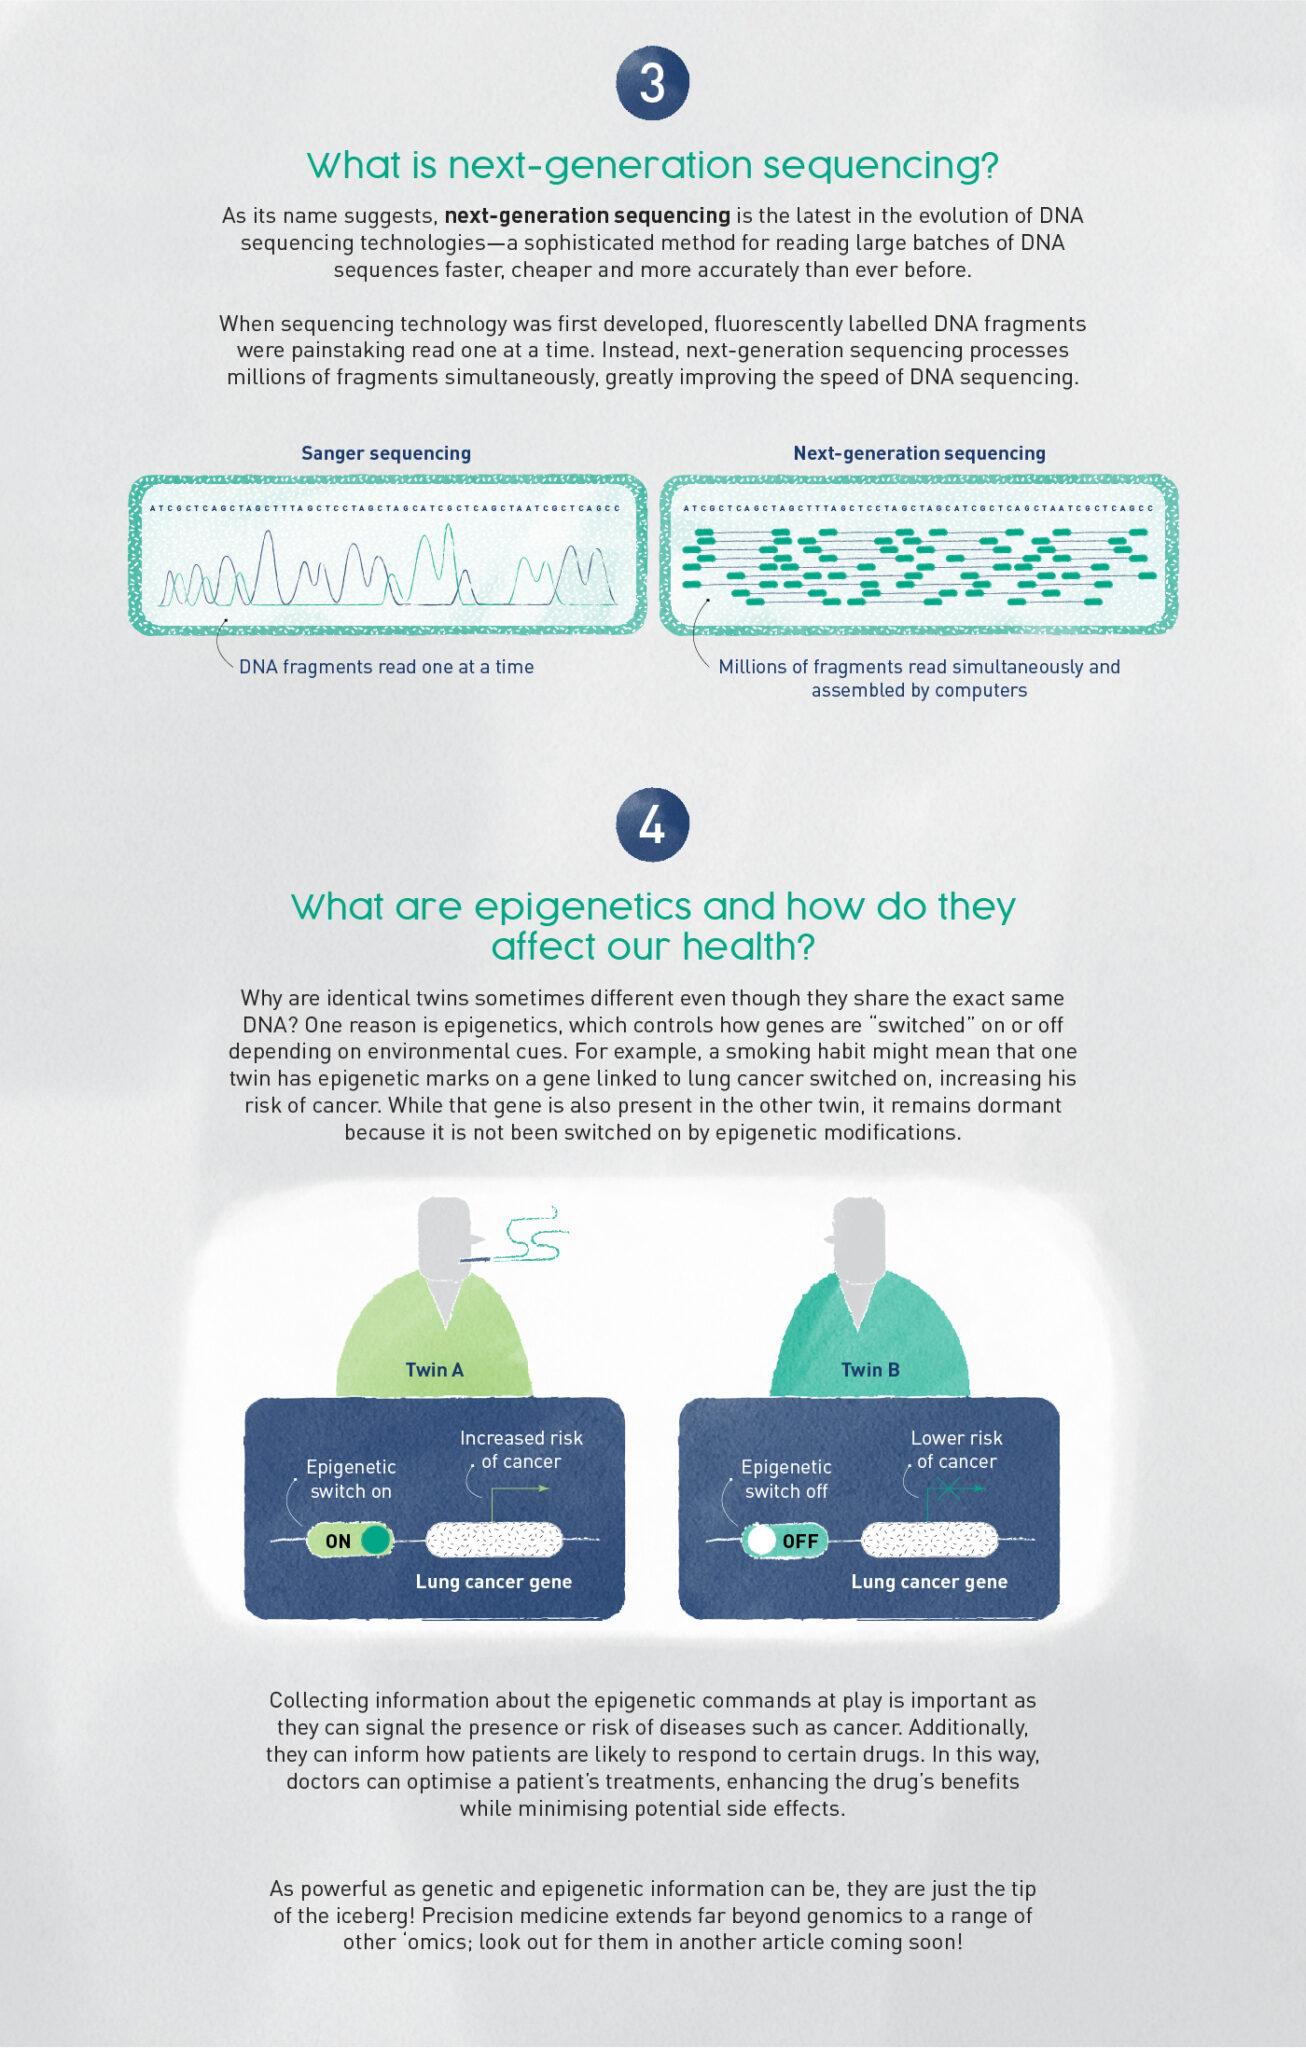 3
What is next-generation sequencing?
As its name suggests, next-generation sequencing is the latest in the evolution of DNA
sequencing technologies—a sophisticated method for reading large batches of DNA
sequences faster, cheaper and more accurately than ever before.
When sequencing technology was first developed, fluorescently labelled DNA fragments
were painstaking read one at a time. Instead, next-generation sequencing processes
millions of fragments simultaneously, greatly improving the speed of DNA sequencing.
Sanger sequencing
ATCGCTCAGCTAGCTTTAGCTCCTAGCTAGCATCGCTCAGCTAATCGCTCAGCC
DNA fragments read one at a time
Next-generation sequencing
ATCGCTCAGCTAGCTTTAGCTCCTAGCTAGCATCGCTCAGCTAATCGCTCAGCC
Millions of fragments read simultaneously and
assembled by computers
4
What are epigenetics and how do they
affect our health?
Why are identical twins sometimes different even though they share the exact same
DNA? One reason is epigenetics, which controls how genes are “switched” on or off
depending on environmental cues. For example, a smoking habit might mean that one
twin has epigenetic marks on a gene linked to lung cancer switched on, increasing his
risk of cancer. While that gene is also present in the other twin, it remains dormant
because it is not been switched on by epigenetic modifications.
Twin A
Increased risk
of cancer
Epigenetic
switch on
ON
Lung cancer gene
Twin B
Lower risk
of cancer
Epigenetic
switch off
OFF
Lung cancer gene
Collecting information about the epigenetic commands at play is important as
they can signal the presence or risk of diseases such as cancer. Additionally,
they can inform how patients are likely to respond to certain drugs. In this way,
doctors can optimise a patient’s treatments, enhancing the drug’s benefits
while minimising potential side effects.
As powerful as genetic and epigenetic information can be, they are just the tip
of the iceberg! Precision medicine extends far beyond genomics to a range of
other ‘omics; look out for them in another article coming soon!